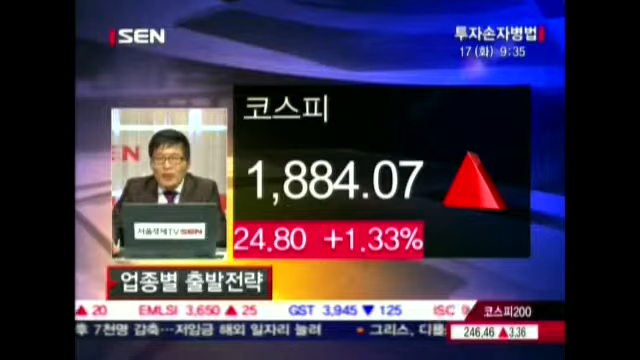 SEN
투자손자병법
17 (화) 9:35
코스피
EN
1,884.07
서울경제TV SEN
24.80 +1.33%
업종별 출발전략
▲ 20 EMLSI 3,650 ▲ 25 GST 3,945 ▼ 125 ISC
코스피200
후 7천명 감축…저임금 해외 일자리 늘려 • 그리스, 디폴
246.46 ▲3.36